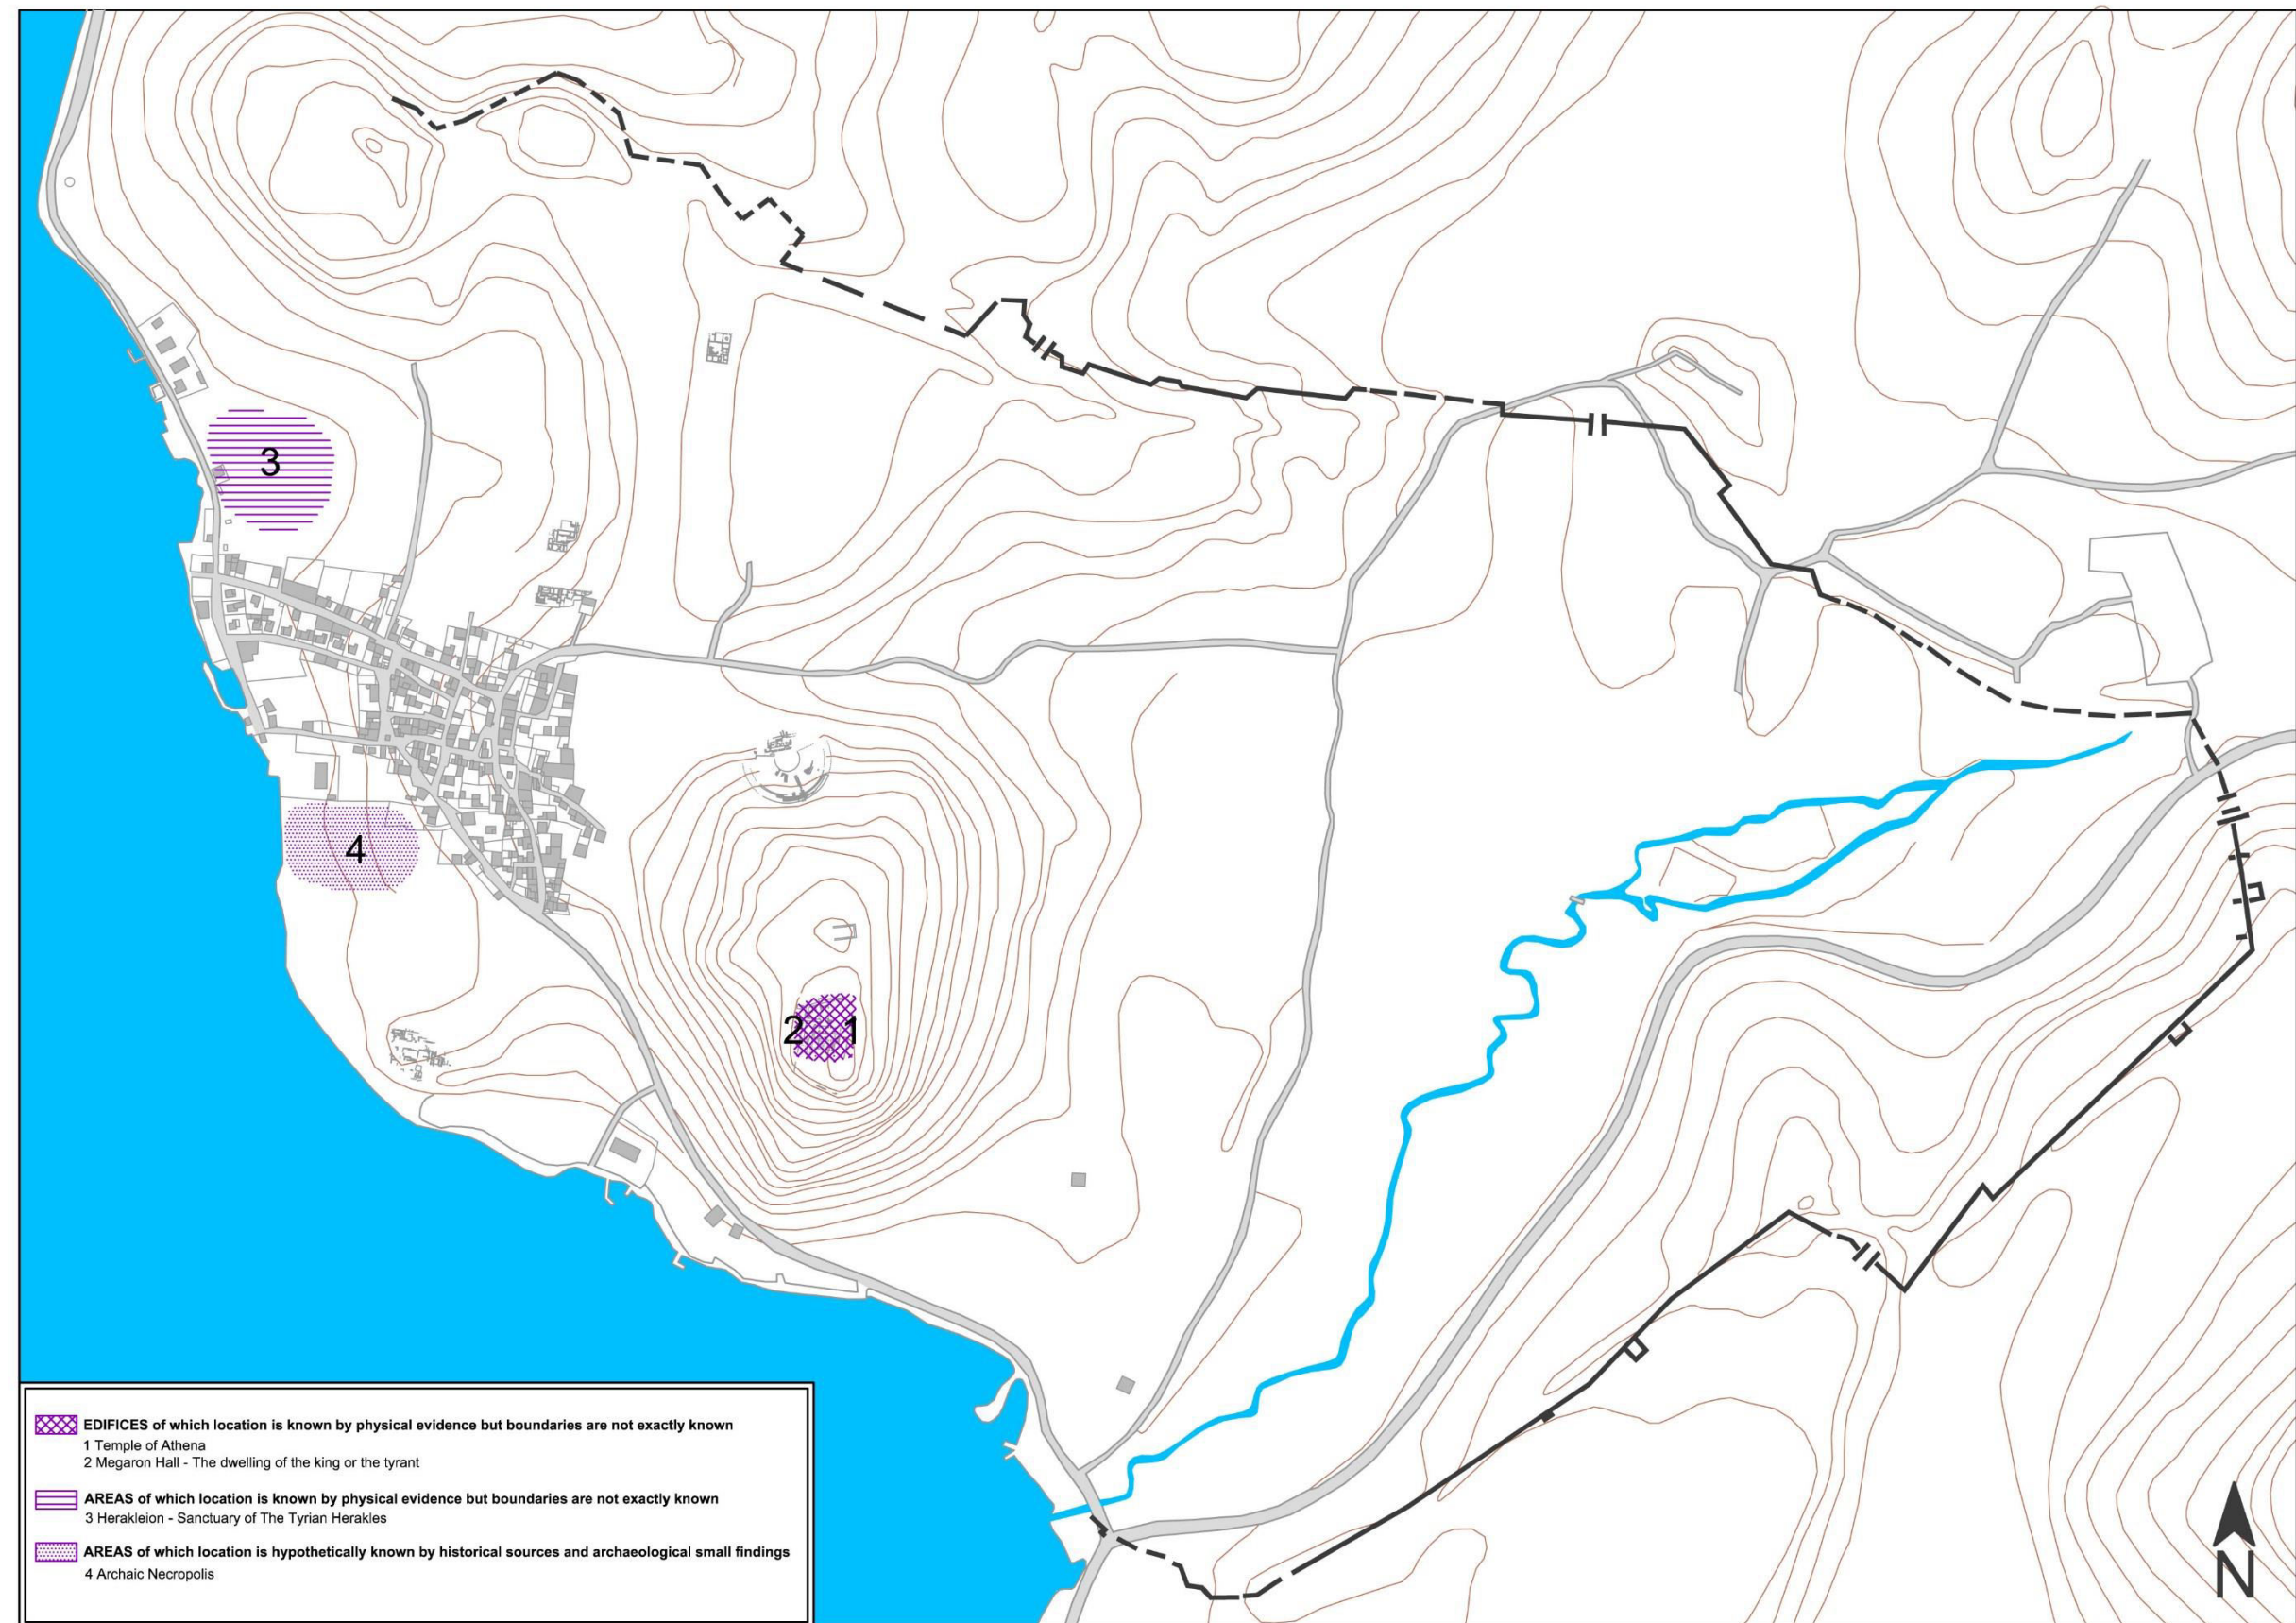 3
4
2 1
EDIFICES of which location is known by physical evidence but boundaries are not exactly known
1 Temple of Athena
2 Megaron Hall - The dwelling of the king or the tyrant
AREAS of which location is known by physical evidence but boundaries are not exactly known
3 Herakleion - Sanctuary of The Tyrian Herakles
AREAS of which location is hypothetically known by historical sources and archaeological small findings
4 Archaic Necropolis
N